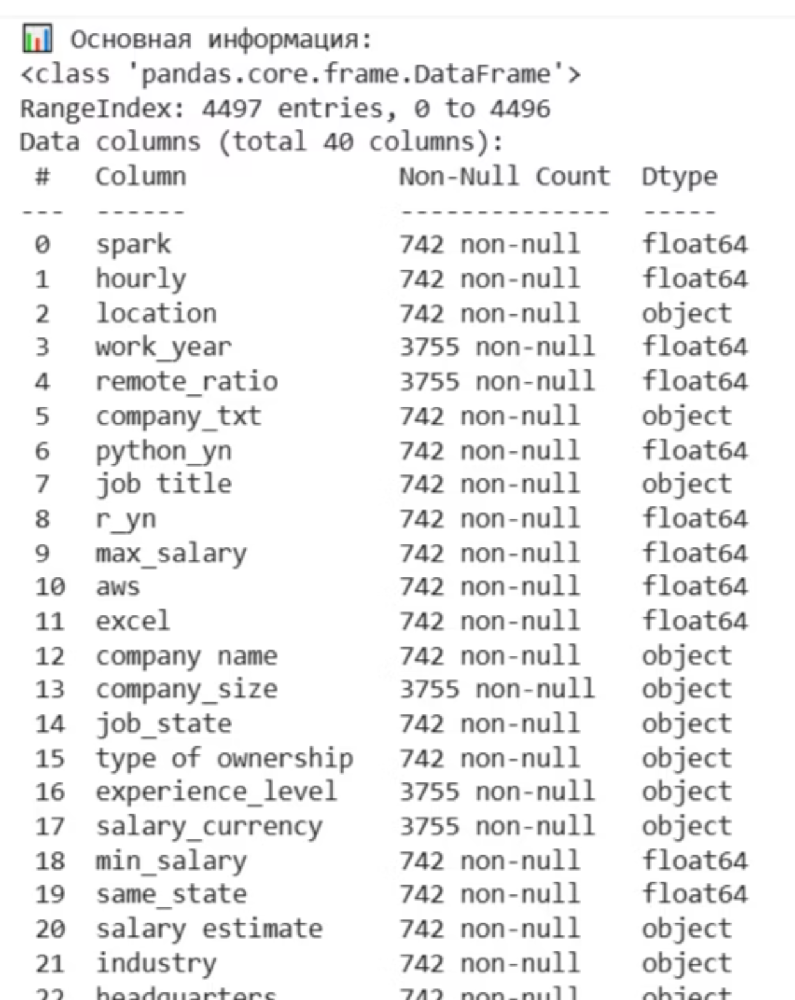 📊 Основная информация:
<class 'pandas.core.frame.DataFrame'>
RangeIndex: 4497 entries, 0 to 4496
Data columns (total 40 columns):
 #   Column              Non-Null Count  Dtype
---  ------              --------------  -----
 0   spark               742 non-null    float64
 1   hourly              742 non-null    float64
 2   location            742 non-null    object
 3   work_year           3755 non-null   float64
 4   remote_ratio        3755 non-null   float64
 5   company_txt         742 non-null    object
 6   python_yn           742 non-null    float64
 7   job title           742 non-null    object
 8   r_yn                742 non-null    float64
 9   max_salary          742 non-null    float64
 10  aws                 742 non-null    float64
 11  excel               742 non-null    float64
 12  company name        742 non-null    object
 13  company_size        3755 non-null   object
 14  job_state           742 non-null    object
 15  type of ownership   742 non-null    object
 16  experience_level    3755 non-null   object
 17  salary_currency     3755 non-null   object
 18  min_salary          742 non-null    float64
 19  same_state          742 non-null    float64
 20  salary estimate     742 non-null    object
 21  industry            742 non-null    object
 22  headquarters        742 non-null    object